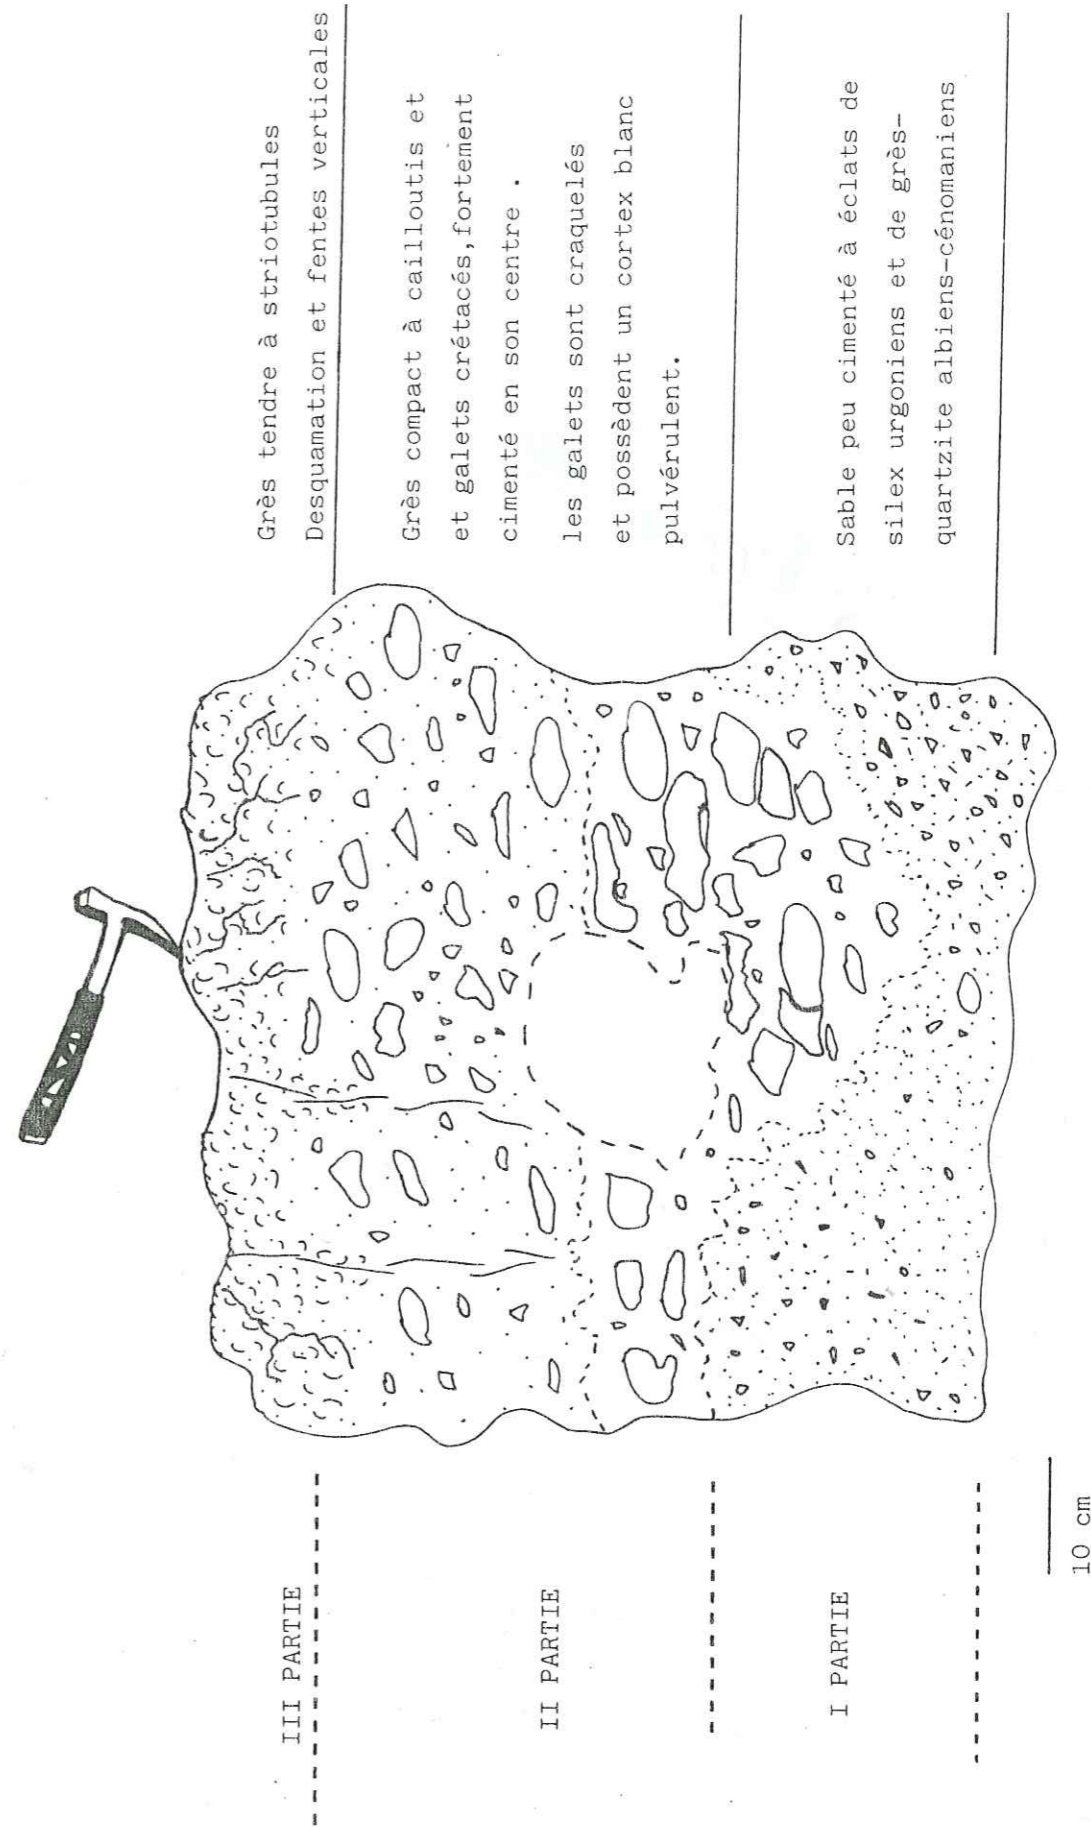 III PARTIE
Grès tendre à striotubules
Desquamation et fentes verticales
II PARTIE
Grès compact à cailloutis et
et galets crétacés,fortement
cimenté en son centre .
les galets sont craquelés
et possèdent un cortex blanc
pulvérulent.
I PARTIE
Sable peu cimenté à éclats de
silex urgoniens et de grès-
quartzite albiens-cénomaniens
10 cm